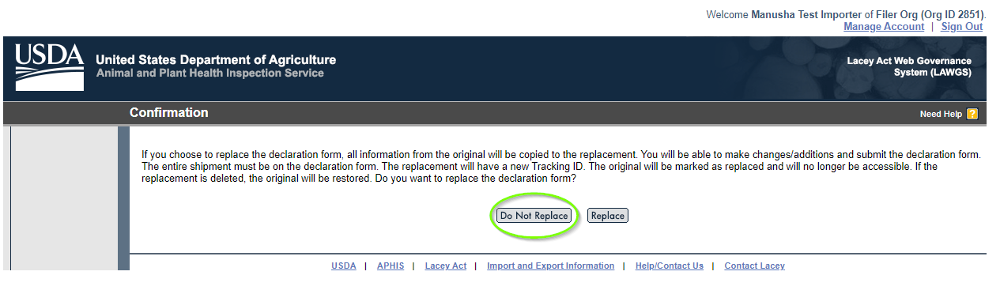 Welcome Manusha Test Importer of Filer Org (Org ID 2851).
Manage Account | Sign Out
USDA
United States Department of Agriculture
Animal and Plant Health Inspection Service
Lacey Act Web Governance
System (LAWGS)
Confirmation
Need Help ?
If you choose to replace the declaration form, all information from the original will be copied to the replacement. You will be able to make changes/additions and submit the declaration form.
The entire shipment must be on the declaration form. The replacement will have a new Tracking ID. The original will be marked as replaced and will no longer be accessible. If the
replacement is deleted, the original will be restored. Do you want to replace the declaration form?
Do Not Replace Replace
USDA | APHIS | Lacey Act | Import and Export Information | Help/Contact Us | Contact Lacey